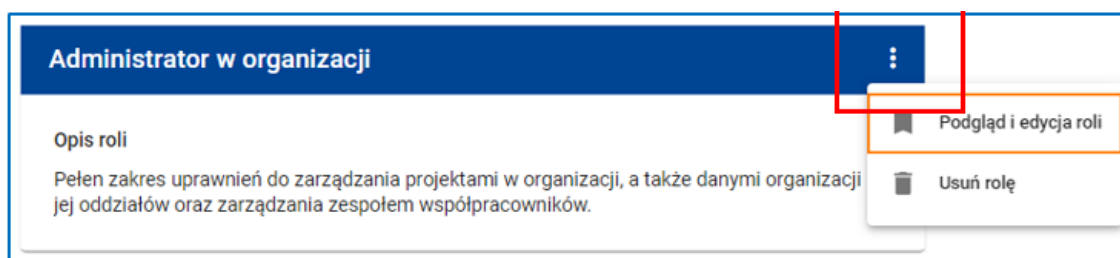 Administrator w organizacji
Podgląd i edycja roli
Opis roli
Usuń rolę
Pełen zakres uprawnień do zarządzania projektami w organizacji, a także danymi organizacji
jej oddziałów oraz zarządzania zespołem współpracowników.